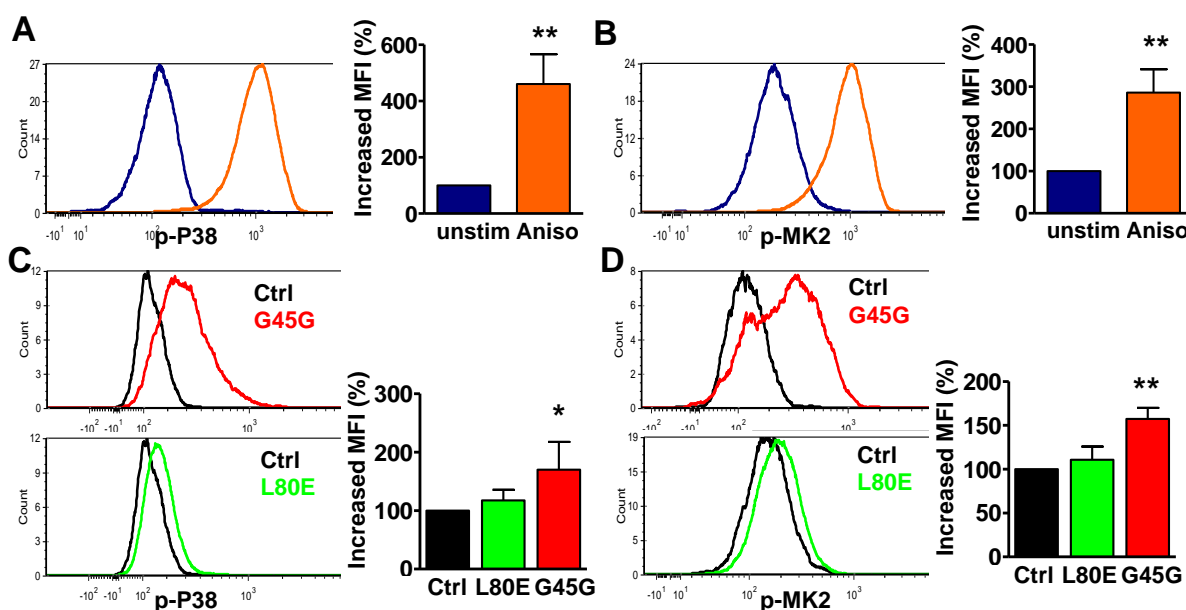 A
27
20
14
7
0
Count
-10¹ 10¹ 10² 10³
p-P38
Increased MFI (%)
600
400
200
0
**
unstim Aniso
B
24
18
12
6
0
Count
-10¹ 10¹ 10² 10³
p-MK2
Increased MFI (%)
400
300
200
100
0
**
unstim Aniso
C
12
9
6
3
0
Count
Ctrl
G45G
-10² 10² 10³
12
9
6
3
0
Count
Ctrl
L80E
-10² 10² 10³
p-P38
Increased MFI (%)
300
200
100
0
*
Ctrl L80E G45G
D
8
6
4
2
0
Count
Ctrl
G45G
-10² 10² 10³
19
15
10
5
0
Count
Ctrl
L80E
-10¹ 10¹ 10² 10³
p-MK2
Increased MFI (%)
200
150
100
50
0
**
Ctrl L80E G45G